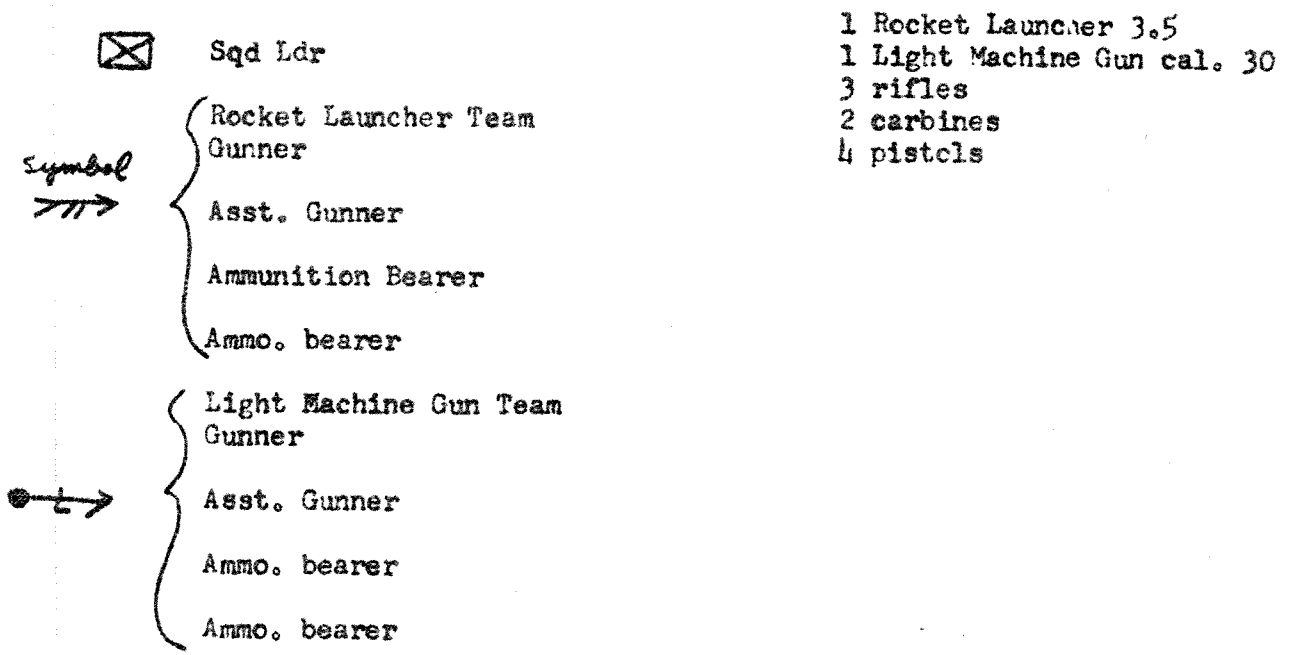 Sqd Ldr
Rocket Launcher Team
Gunner
Symbol
Asst. Gunner
Ammunition Bearer
Ammo. bearer
Light Machine Gun Team
Gunner
L
Asst. Gunner
Ammo. bearer
Ammo. bearer
1 Rocket Launcher 3.5
1 Light Machine Gun cal. 30
3 rifles
2 carbines
4 pistols